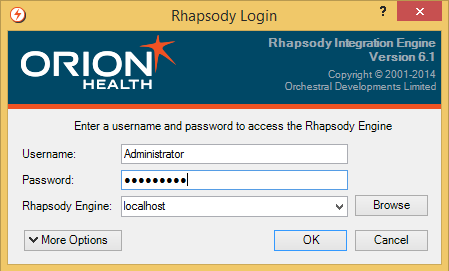 Rhapsody Login
?
ORION
HEALTH
Rhapsody Integration Engine
Version 6.1
Copyright © 2001-2014
Orchestral Developments Limited
Enter a username and password to access the Rhapsody Engine
Username: Administrator
Password: ●●●●●●●●●
Rhapsody Engine: localhost Browse
More Options OK Cancel